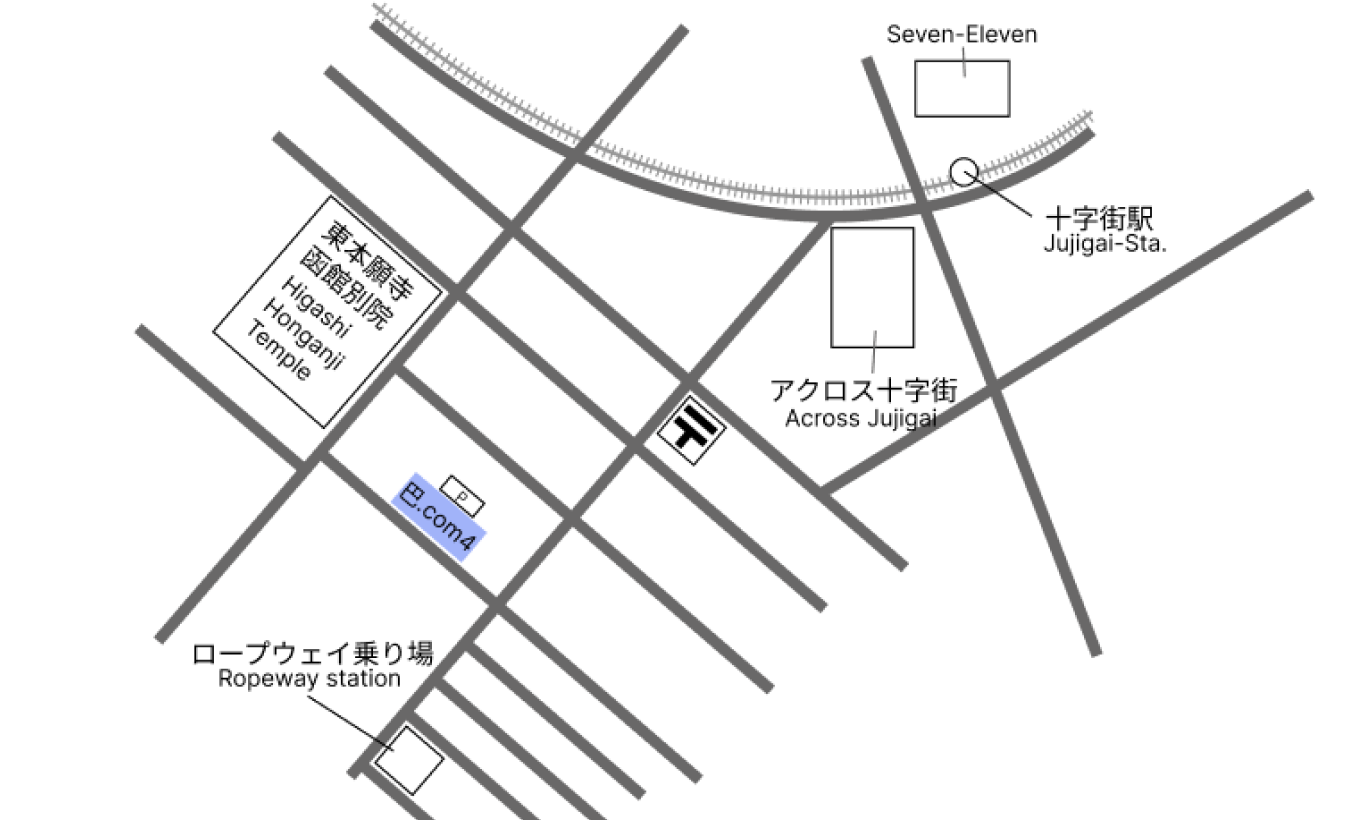 Seven-Eleven
十字街駅
Jujigai-Sta.
東本願寺
函館別院
Higashi
Honganji
Temple
アクロス十字街
Across Jujigai
〒
P
巴.com4
ロープウェイ乗り場
Ropeway station